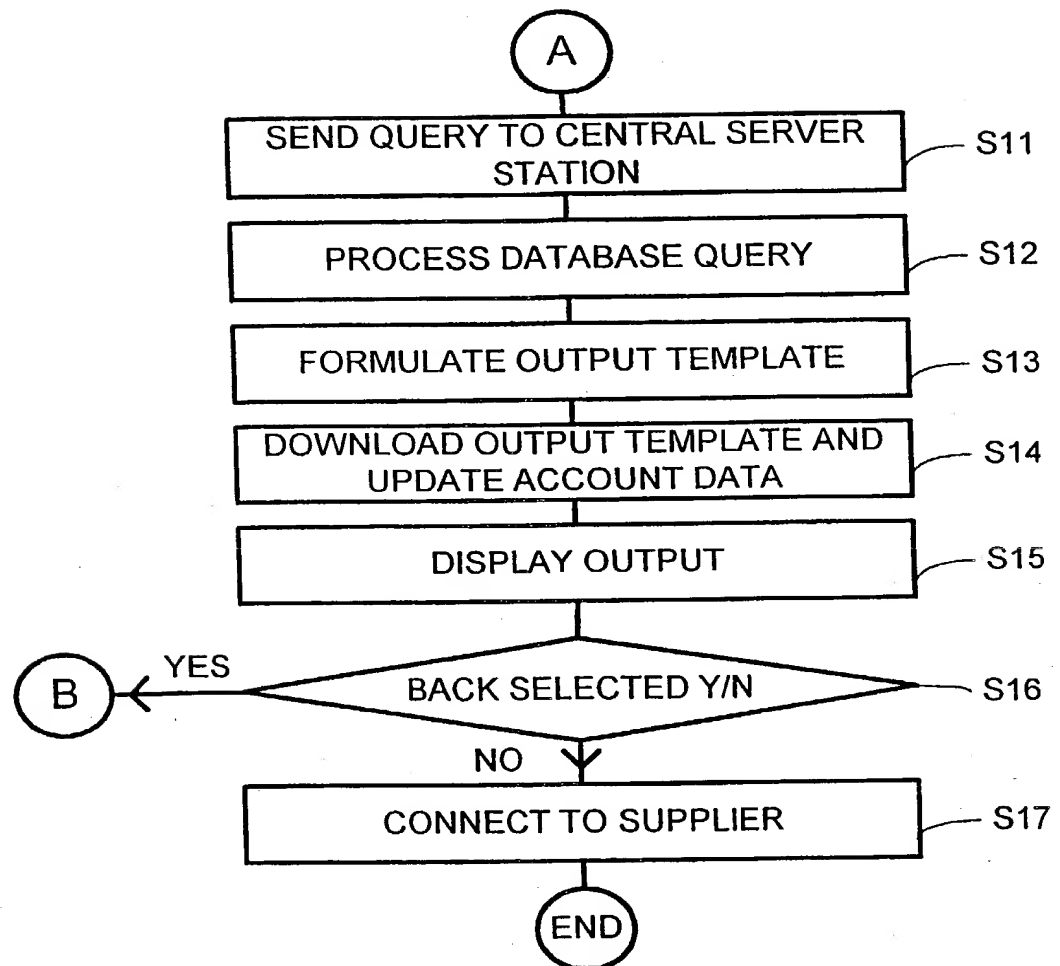 A
SEND QUERY TO CENTRAL SERVER
STATION
S11
PROCESS DATABASE QUERY
S12
FORMULATE OUTPUT TEMPLATE
S13
DOWNLOAD OUTPUT TEMPLATE AND
UPDATE ACCOUNT DATA
S14
DISPLAY OUTPUT
S15
B
YES
BACK SELECTED Y/N
S16
NO
CONNECT TO SUPPLIER
S17
END